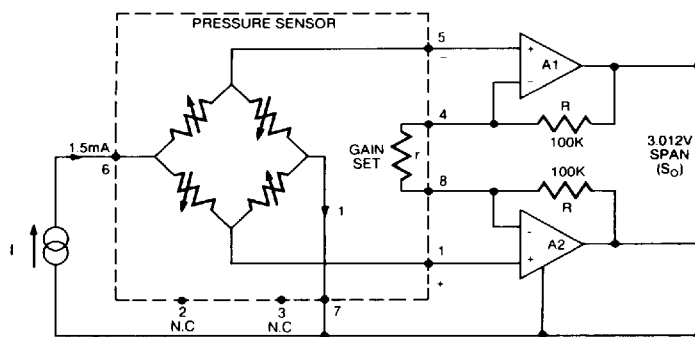 PRESSURE SENSOR
5
−
+
A1
−
R
100K
4
1.5mA
6
GAIN
SET
r
3.012V
SPAN
(S_O)
8
100K
R
-
A2
+
1
I
1
+
2
N.C
3
N.C
7